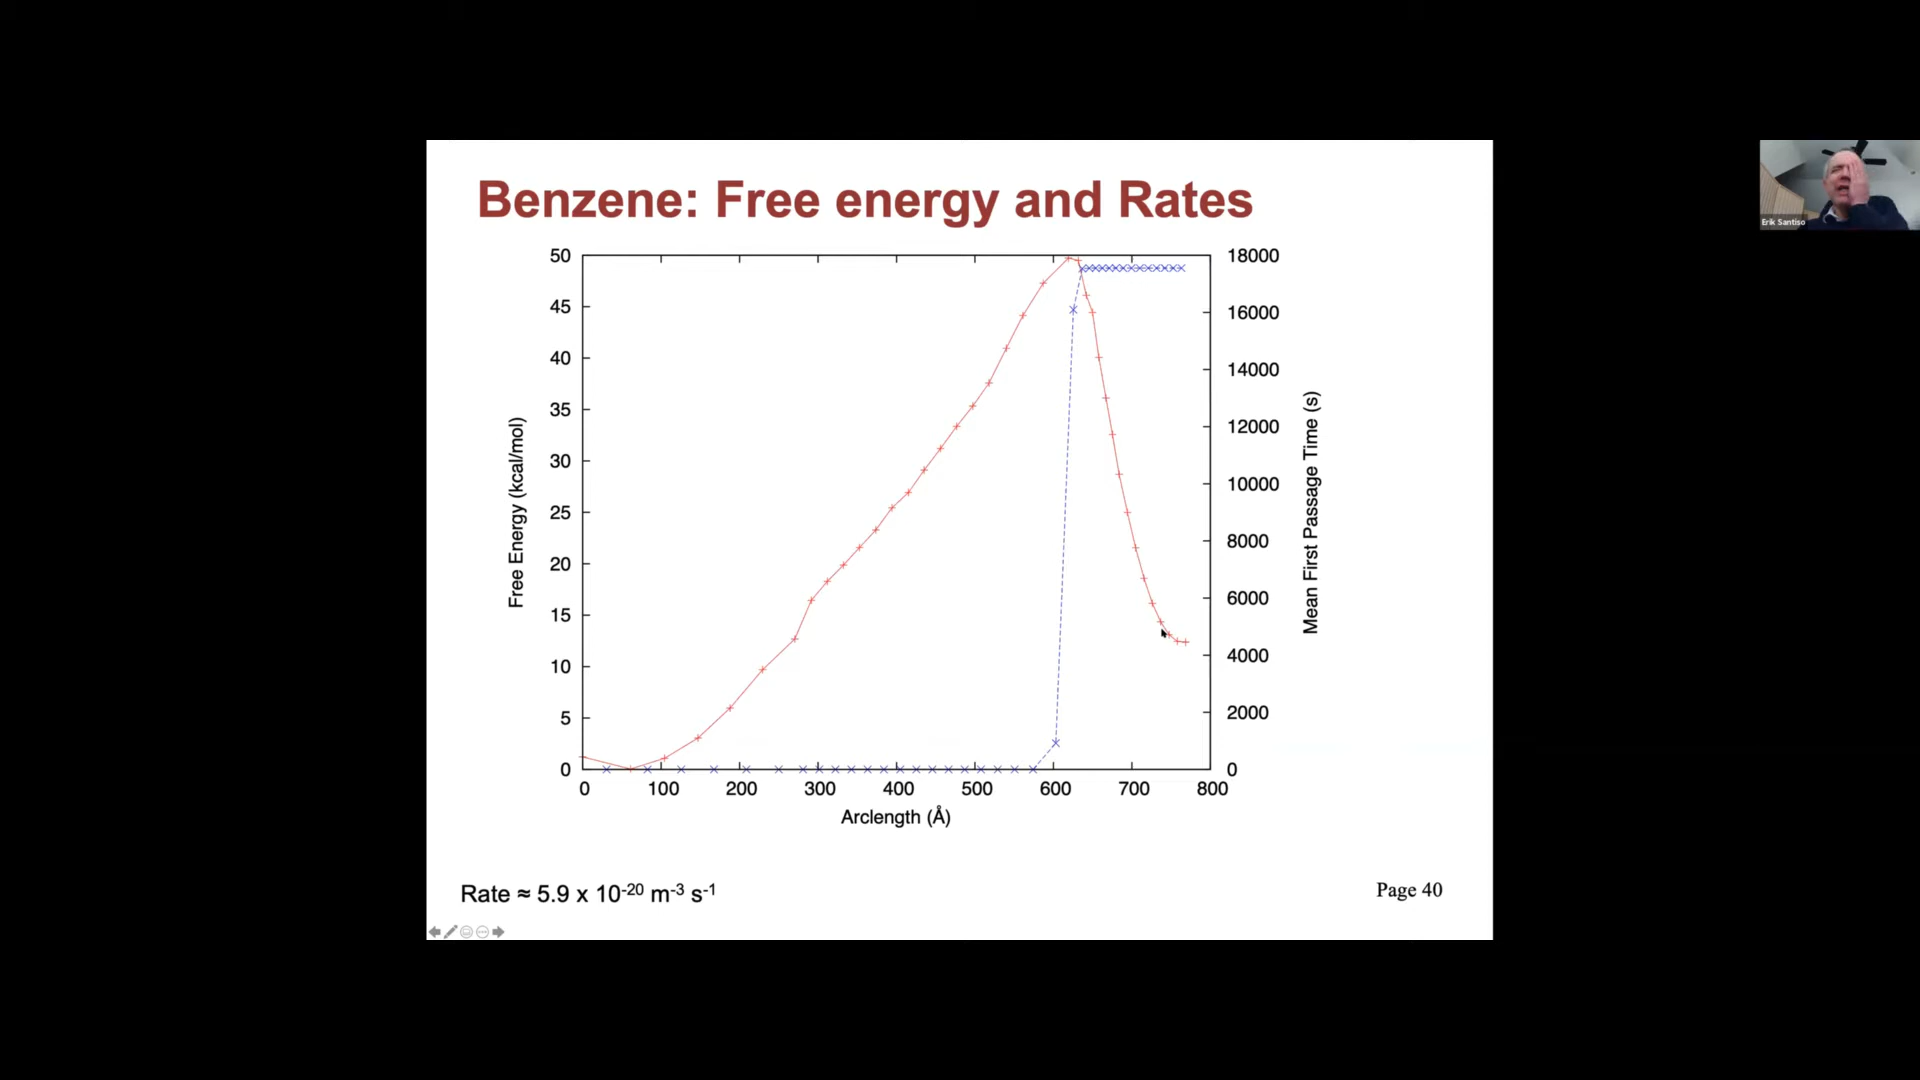 Benzene: Free energy and Rates
50
45
40
35
30
25
20
15
10
5
0
Free Energy (kcal/mol)
18000
16000
14000
12000
10000
8000
6000
4000
2000
0
Mean First Passage Time (s)
0 100 200 300 400 500 600 700 800
Arclength (Å)
Rate ≈ 5.9 x 10⁻²⁰ m⁻³ s⁻¹
Page 40
Erik Santiso